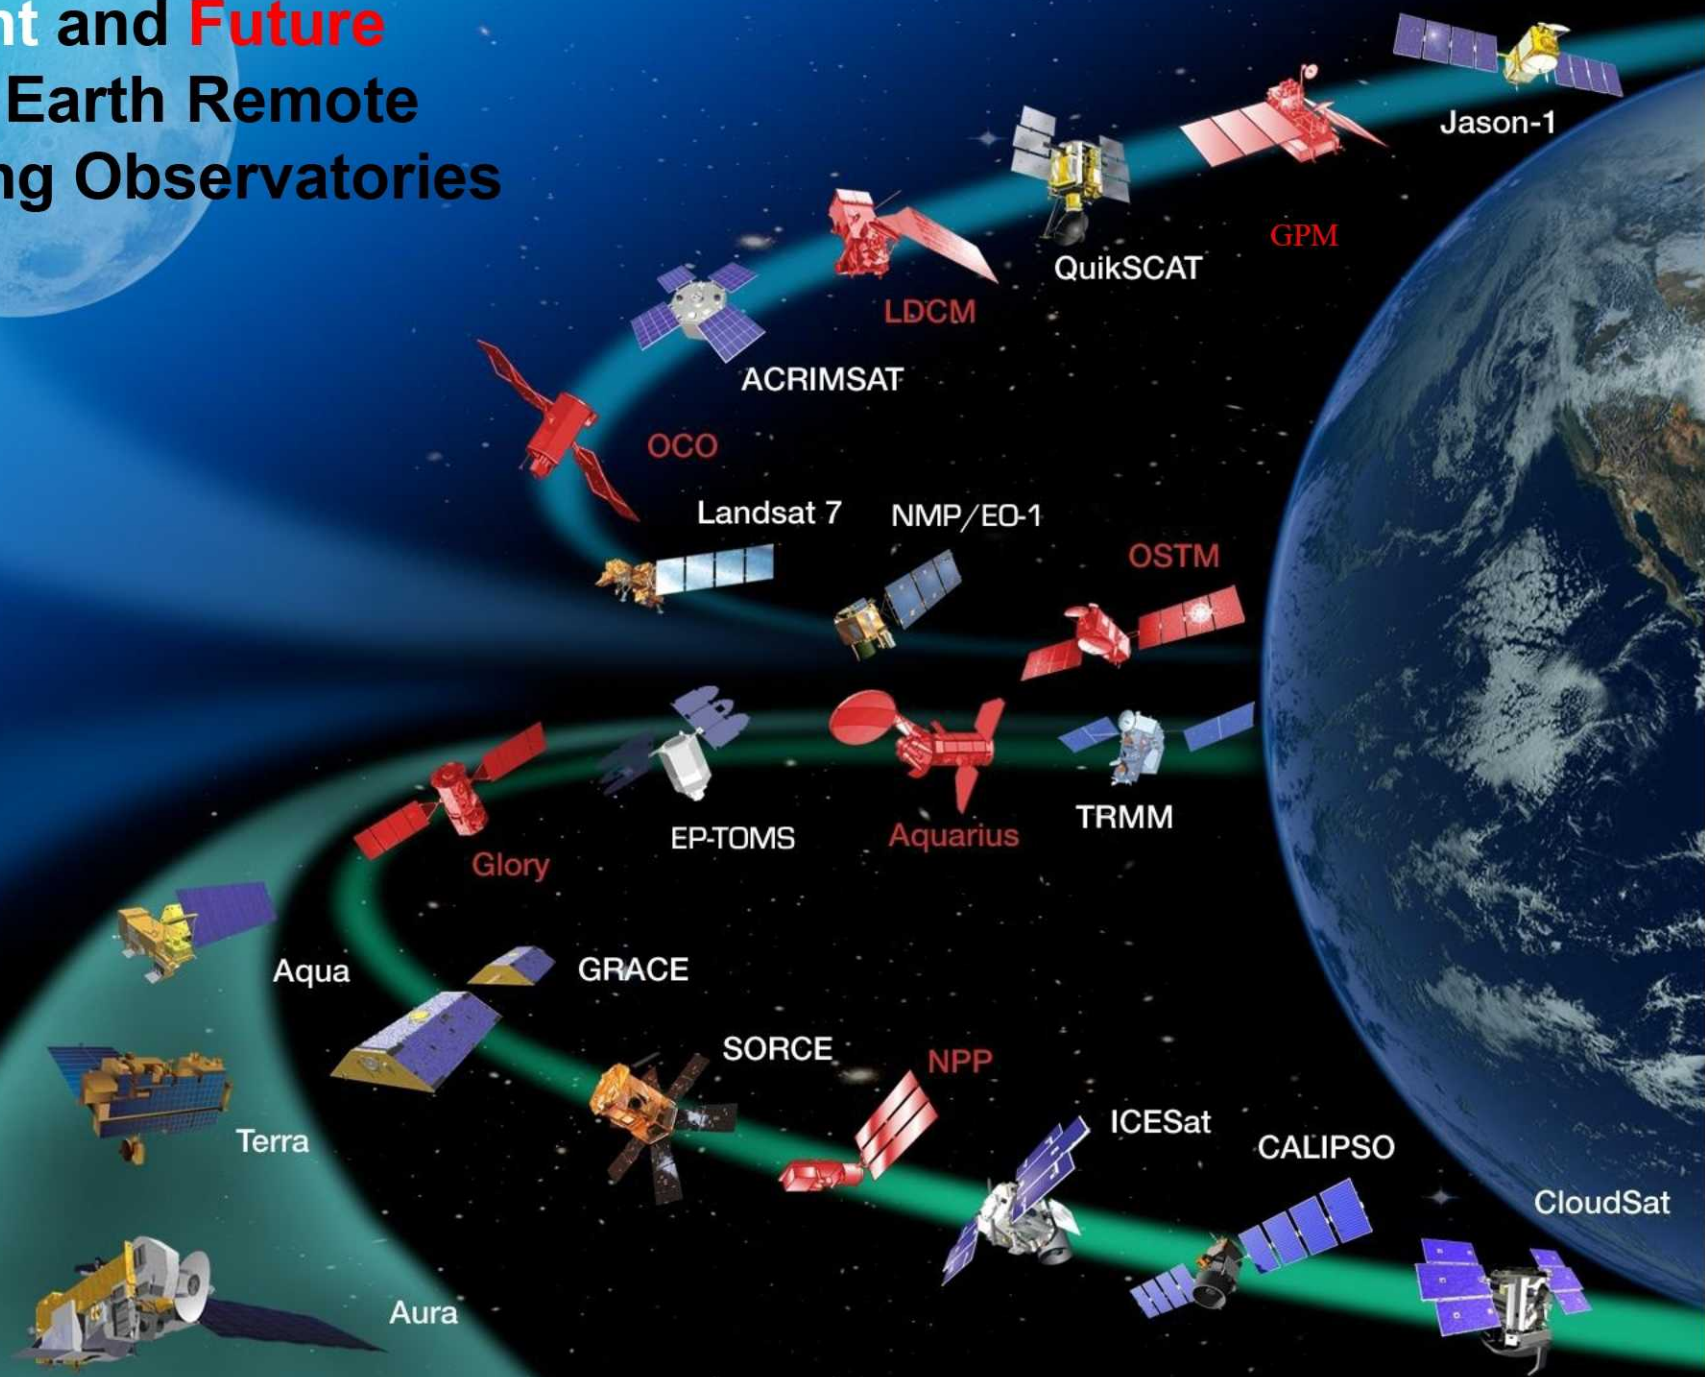 nt and Future
Earth Remote
ng Observatories
Jason-1
GPM
QuikSCAT
LDCM
ACRIMSAT
OCO
Landsat 7
NMP/EO-1
OSTM
TRMM
Aquarius
EP-TOMS
Glory
Aqua
GRACE
SORCE
NPP
Terra
ICESat
CALIPSO
CloudSat
Aura